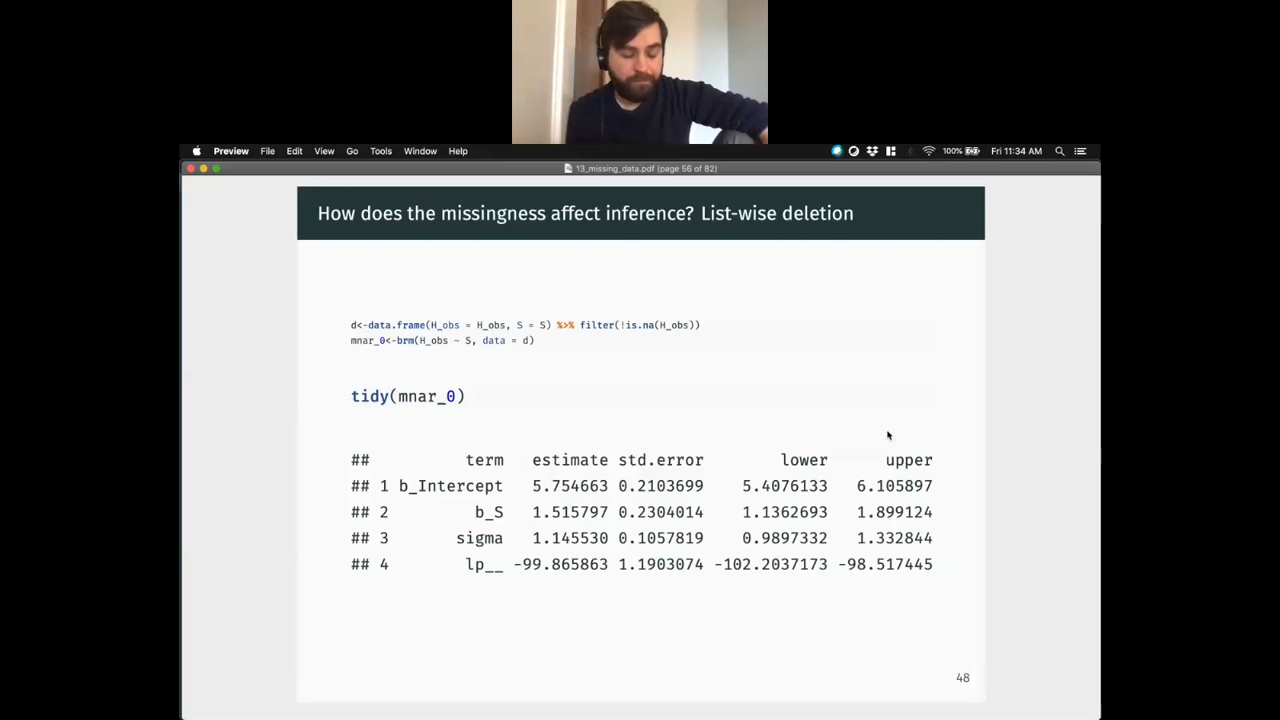 Preview File Edit View Go Tools Window Help 100% Fri 11:34 AM
13_missing_data.pdf (page 56 of 82)
How does the missingness affect inference? List-wise deletion
d<-data.frame(H_obs = H_obs, S = S) %>% filter(!is.na(H_obs))
mnar_0<-brm(H_obs ~ S, data = d)
tidy(mnar_0)
## term estimate std.error lower upper
## 1 b_Intercept 5.754663 0.2103699 5.4076133 6.105897
## 2 b_S 1.515797 0.2304014 1.1362693 1.899124
## 3 sigma 1.145530 0.1057819 0.9897332 1.332844
## 4 lp__ -99.865863 1.1903074 -102.2037173 -98.517445
48